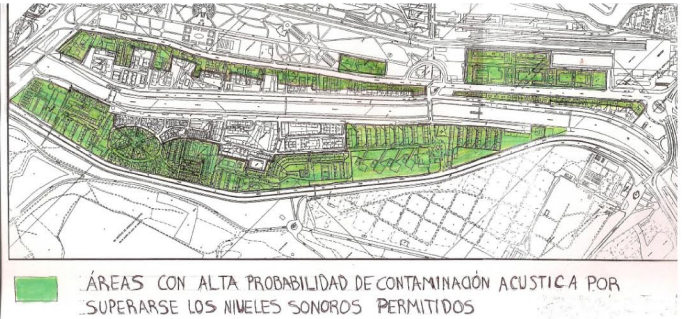 ÁREAS CON ALTA PROBABILIDAD DE CONTAMINACIÓN ACUSTICA POR
SUPERARSE LOS NIVELES SONOROS PERMITIDOS